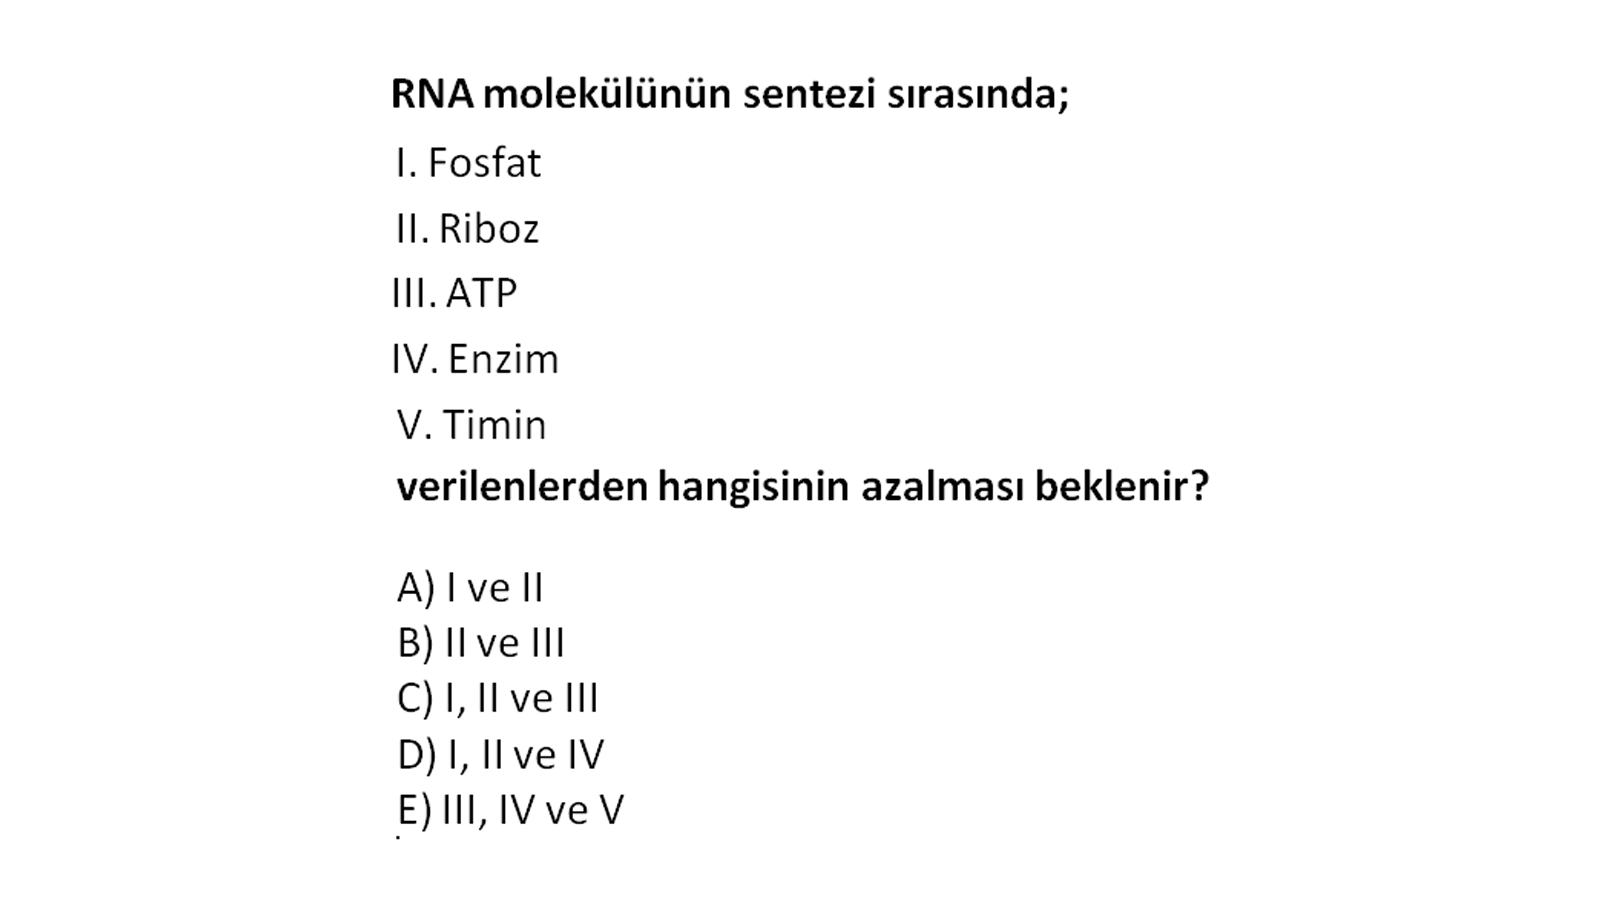 RNA molekülünün sentezi sırasında;
I. Fosfat
II. Riboz
III. ATP
IV. Enzim
V. Timin
verilenlerden hangisinin azalması beklenir?
A) I ve II
B) II ve III
C) I, II ve III
D) I, II ve IV
E) III, IV ve V